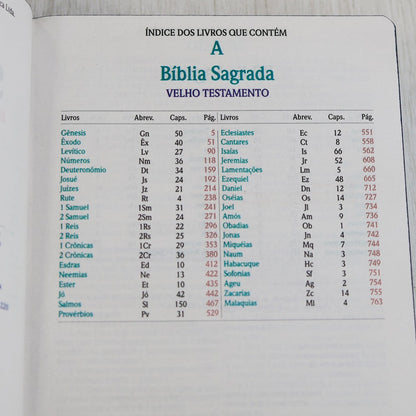 ca Ltda.
ÍNDICE DOS LIVROS QUE CONTÉM
A
Bíblia Sagrada
VELHO TESTAMENTO
Livros Abrev. Caps. Pág.
Gênesis Gn 50 5
Êxodo Êx 40 51
Levítico Lv 27 90
Números Nm 36 118
Deuteronômio Dt 34 159
Josué Js 24 192
Juízes Jz 21 214
Rute Rt 4 238
1 Samuel 1Sm 31 241
2 Samuel 2Sm 24 271
1 Reis 1Rs 22 296
2 Reis 2Rs 25 326
1 Crônicas 1Cr 29 353
2 Crônicas 2Cr 36 380
Esdras Ed 10 412
Neemias Ne 13 422
Ester Et 10 435
Jó Jó 42 442
Salmos Sl 150 467
Provérbios Pv 31 529
Livros Abrev. Caps. Pág.
Eclesiastes Ec 12 551
Cantares Ct 8 558
Isaías Is 66 562
Jeremias Jr 52 608
Lamentações Lm 5 660
Ezequiel Ez 48 665
Daniel Dn 12 712
Oséias Os 14 727
Joel Jl 3 734
Amós Am 9 736
Obadias Ob 1 741
Jonas Jn 4 742
Miquéias Mq 7 744
Naum Na 3 748
Habacuque Hc 3 749
Sofonias Sf 3 751
Ageu Ag 2 754
Zacarias Zc 14 755
Malaquias Ml 4 763